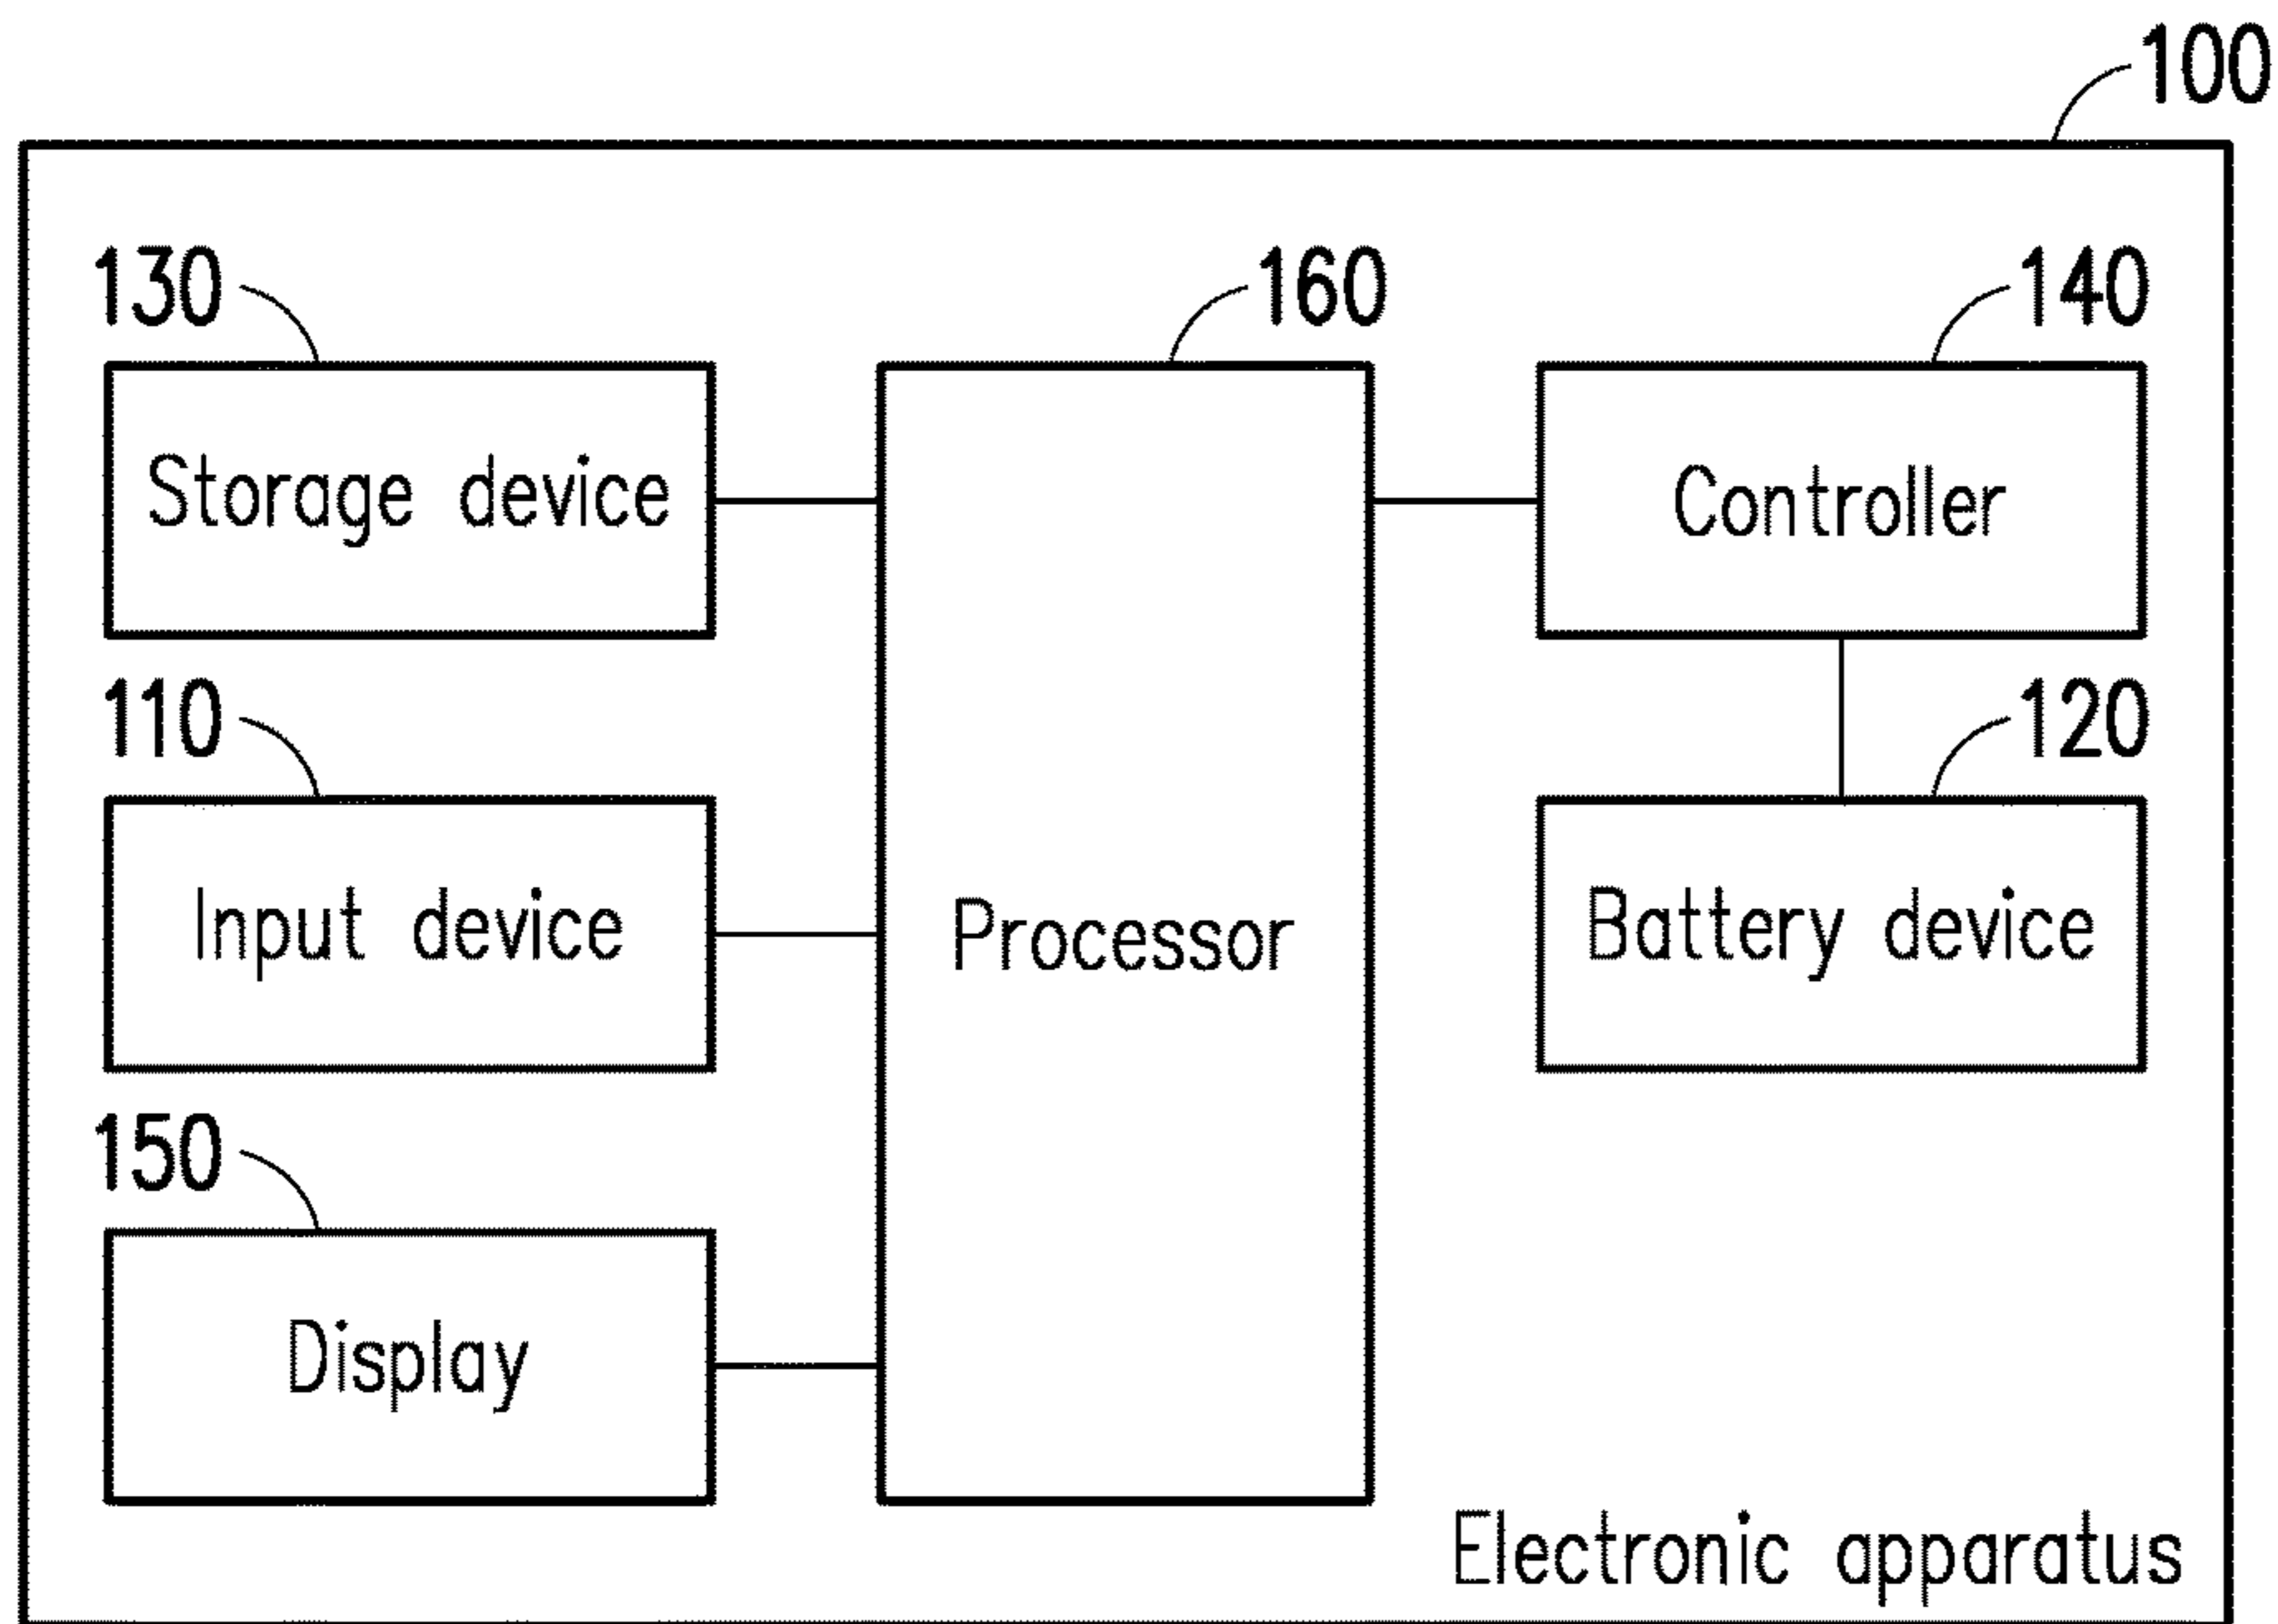 100
130
160
140
Storage device
Controller
110
120
Input device
Processor
Battery device
150
Display
Electronic apparatus